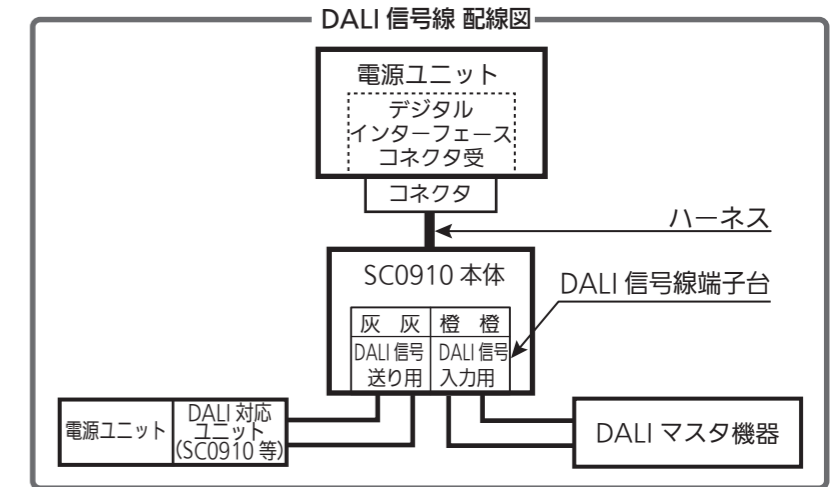 DALI 信号線 配線図
電源ユニット
デジタル
インターフェース
コネクタ受
コネクタ
ハーネス
SC0910 本体
DALI 信号線端子台
灰 灰 橙 橙
DALI 信号 DALI 信号
送り用 入力用
電源ユニット
DALI 対応
ユニット
(SC0910 等)
DALI マスタ機器